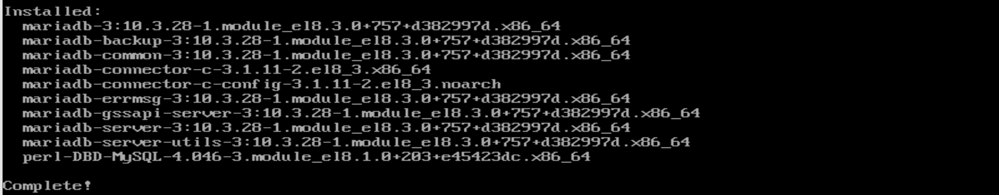 Installed:
mariadb-3:10.3.28-1.module_el8.3.0+757+d382997d.x86_64
mariadb-backup-3:10.3.28-1.module_el8.3.0+757+d382997d.x86_64
mariadb-common-3:10.3.28-1.module_el8.3.0+757+d382997d.x86_64
mariadb-connector-c-3.1.11-2.el8_3.x86_64
mariadb-connector-c-config-3.1.11-2.el8_3.noarch
mariadb-errmsg-3:10.3.28-1.module_el8.3.0+757+d382997d.x86_64
mariadb-gssapi-server-3:10.3.28-1.module_el8.3.0+757+d382997d.x86_64
mariadb-server-3:10.3.28-1.module_el8.3.0+757+d382997d.x86_64
mariadb-server-utils-3:10.3.28-1.module_el8.3.0+757+d382997d.x86_64
perl-DBD-MySQL-4.046-3.module_el8.1.0+203+e45423dc.x86_64
Complete!